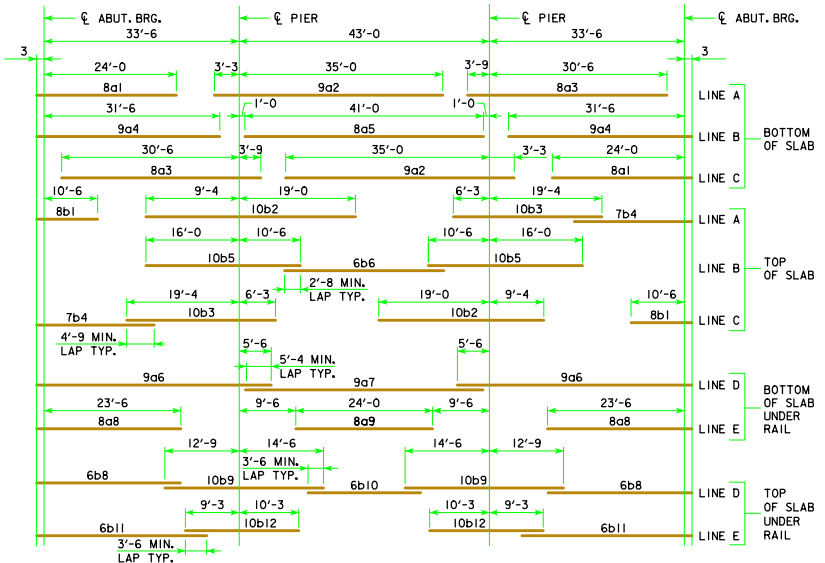 ℄ ABUT. BRG. ℄ PIER ℄ PIER ℄ ABUT. BRG.
33'-6 43'-0 33'-6
3 3
24'-0 3'-3 35'-0 3'-9 30'-6
8a1 9a2 8a3 LINE A
31'-6 1'-0 41'-0 1'-0 31'-6
9a4 8a5 9a4 LINE B
BOTTOM
OF SLAB
30'-6 3'-9 35'-0 3'-3 24'-0
8a3 9a2 8a1 LINE C
10'-6 9'-4 19'-0 6'-3 19'-4
8b1 10b2 10b3 7b4 LINE A
16'-0 10'-6 10'-6 16'-0
10b5 6b6 10b5 LINE B
TOP
OF SLAB
2'-8 MIN.
LAP TYP.
19'-4 6'-3 19'-0 9'-4 10'-6
7b4 10b3 10b2 8b1 LINE C
4'-9 MIN.
LAP TYP.
5'-6 5'-6
5'-4 MIN.
LAP TYP.
9a6 9a7 9a6 LINE D
23'-6 9'-6 24'-0 9'-6 23'-6
8a8 8a9 8a8 LINE E
BOTTOM
OF SLAB
UNDER
RAIL
12'-9 14'-6 14'-6 12'-9
3'-6 MIN.
LAP TYP.
6b8 10b9 6b10 10b9 6b8 LINE D
9'-3 10'-3 10'-3 9'-3
6b11 10b12 10b12 6b11 LINE E
TOP
OF SLAB
UNDER
RAIL
3'-6 MIN.
LAP TYP.